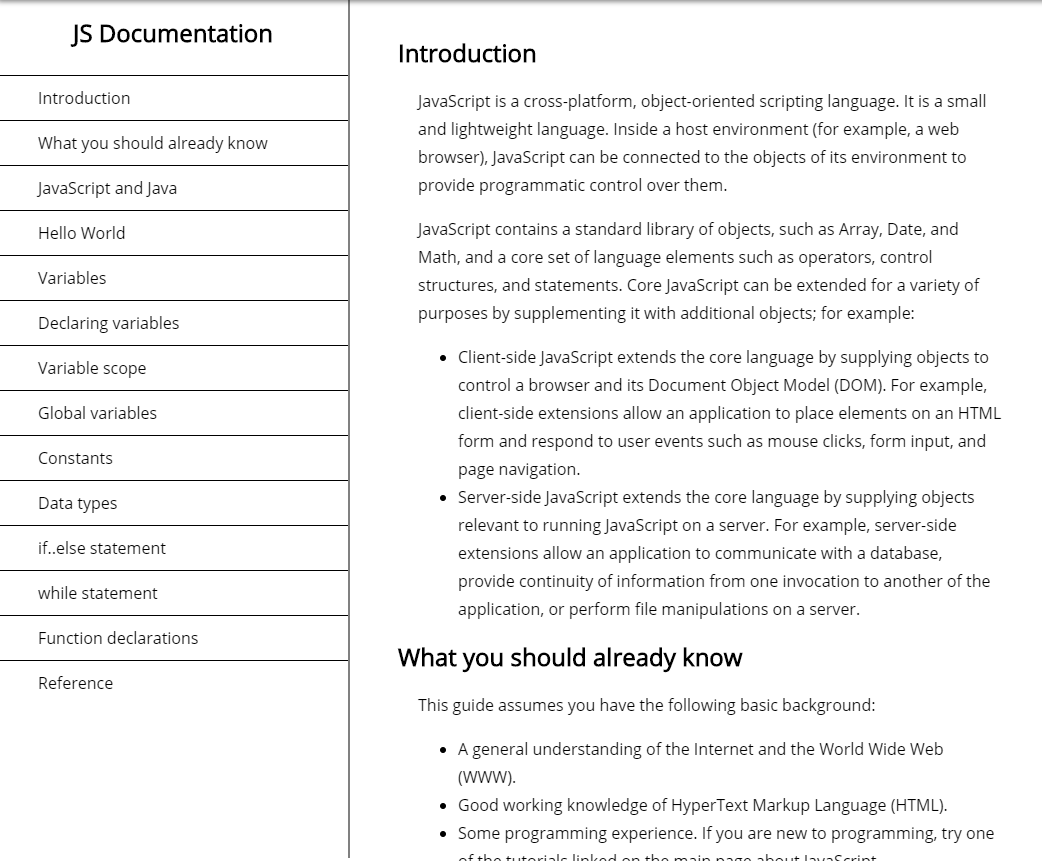 JS Documentation
Introduction
What you should already know
JavaScript and Java
Hello World
Variables
Declaring variables
Variable scope
Global variables
Constants
Data types
if..else statement
while statement
Function declarations
Reference
Introduction
JavaScript is a cross-platform, object-oriented scripting language. It is a small
and lightweight language. Inside a host environment (for example, a web
browser), JavaScript can be connected to the objects of its environment to
provide programmatic control over them.
JavaScript contains a standard library of objects, such as Array, Date, and
Math, and a core set of language elements such as operators, control
structures, and statements. Core JavaScript can be extended for a variety of
purposes by supplementing it with additional objects; for example:
• Client-side JavaScript extends the core language by supplying objects to
control a browser and its Document Object Model (DOM). For example,
client-side extensions allow an application to place elements on an HTML
form and respond to user events such as mouse clicks, form input, and
page navigation.
• Server-side JavaScript extends the core language by supplying objects
relevant to running JavaScript on a server. For example, server-side
extensions allow an application to communicate with a database,
provide continuity of information from one invocation to another of the
application, or perform file manipulations on a server.
What you should already know
This guide assumes you have the following basic background:
• A general understanding of the Internet and the World Wide Web
(WWW).
• Good working knowledge of HyperText Markup Language (HTML).
• Some programming experience. If you are new to programming, try one
of the tutorials linked on the main page about JavaScript.